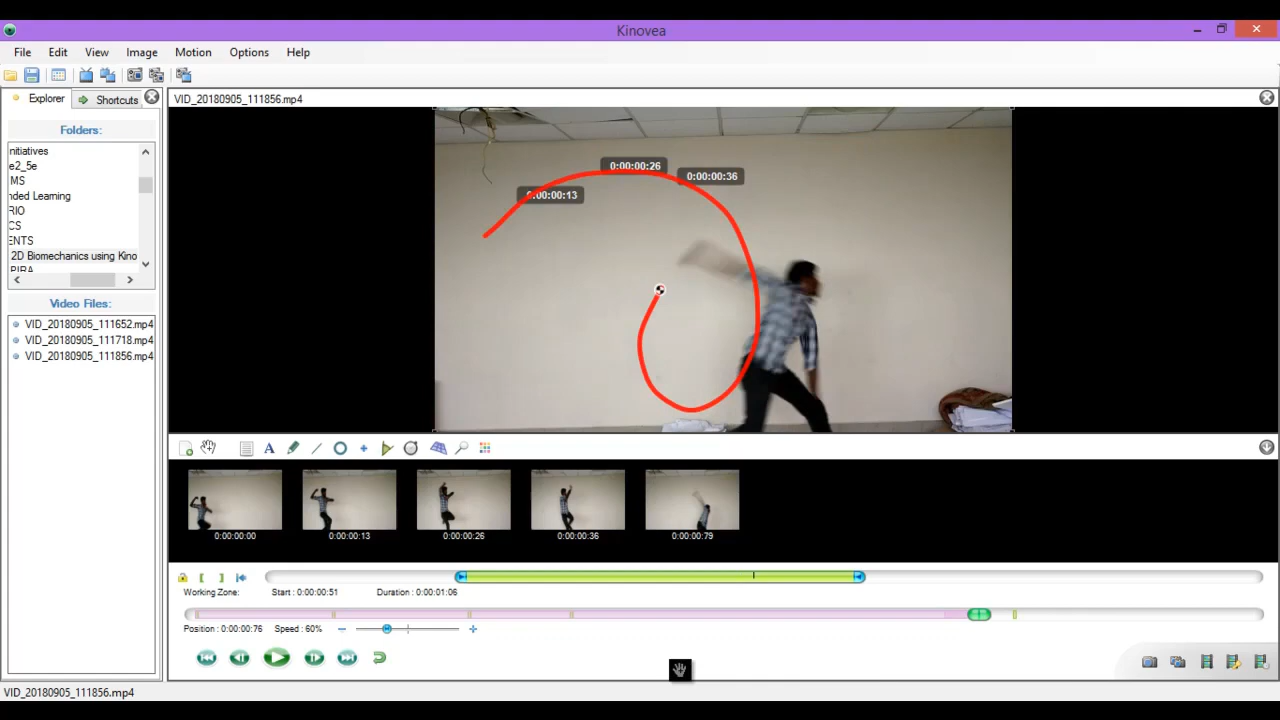 Kinovea
File Edit View Image Motion Options Help
Explorer Shortcuts
VID_20180905_111856.mp4
Folders:
nitiatives
e2_5e
MS
nded Learning
RIO
CS
ENTS
2D Biomechanics using Kino
PIRA
Video Files:
VID_20180905_111652.mp4
VID_20180905_111718.mp4
VID_20180905_111856.mp4
0:00:00:26
0:00:00:36
0:00:00:13
0:00:00:00 0:00:00:13 0:00:00:26 0:00:00:36 0:00:00:79
Working Zone: Start : 0:00:00:51 Duration : 0:00:01:06
Position : 0:00:00:76 Speed : 60%
VID_20180905_111856.mp4